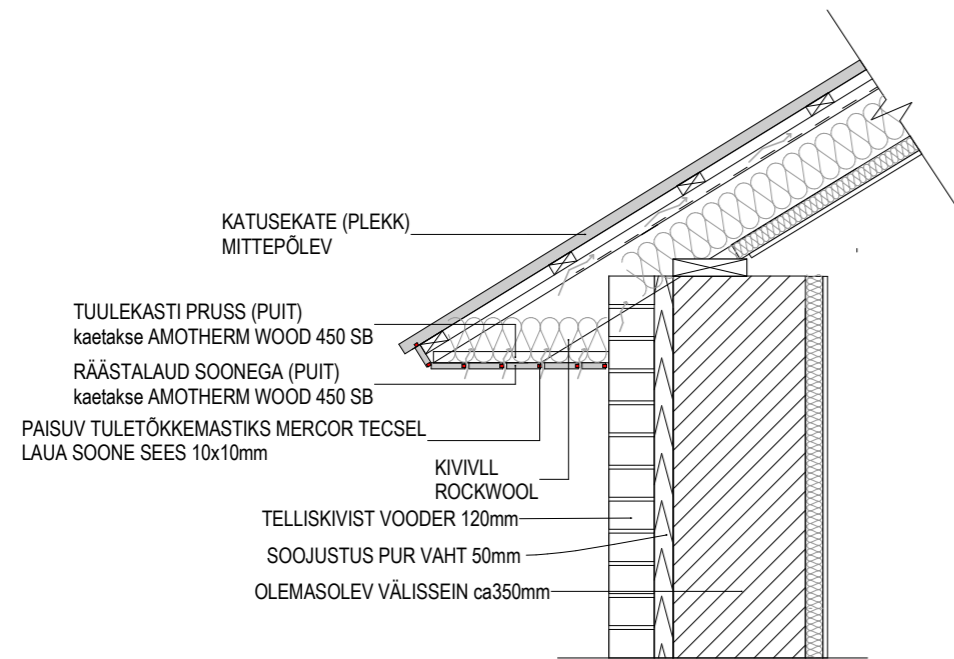 KATUSEKATE (PLEKK)
MITTEPÕLEV
TUULEKASTI PRUSS (PUIT)
kaetakse AMOTHERM WOOD 450 SB
RÄÄSTALAUD SOONEGA (PUIT)
kaetakse AMOTHERM WOOD 450 SB
PAISUV TULETÕKKEMASTIKS MERCOR TECSEL
LAUA SOONE SEES 10x10mm
KIVIVLL
ROCKWOOL
TELLISKIVIST VOODER 120mm
SOOJUSTUS PUR VAHT 50mm
OLEMASOLEV VÄLISSEIN ca350mm